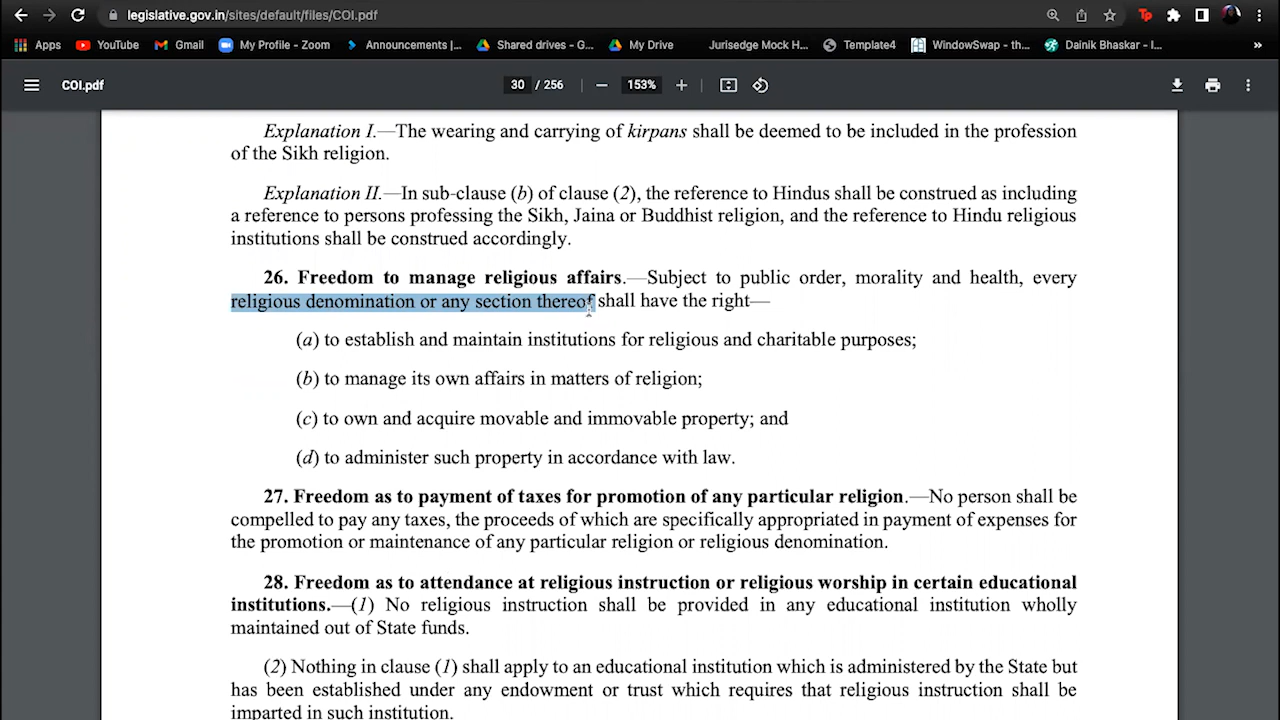 legislative.gov.in/sites/default/files/COI.pdf
Apps YouTube Gmail My Profile - Zoom Announcements |... Shared drives - G... My Drive Jurisedge Mock H... Template4 WindowSwap - th... Dainik Bhaskar - I... »
COI.pdf 30 / 256 153%
Explanation I.—The wearing and carrying of kirpans shall be deemed to be included in the profession
of the Sikh religion.
Explanation II.—In sub-clause (b) of clause (2), the reference to Hindus shall be construed as including
a reference to persons professing the Sikh, Jaina or Buddhist religion, and the reference to Hindu religious
institutions shall be construed accordingly.
26. Freedom to manage religious affairs.—Subject to public order, morality and health, every
religious denomination or any section thereof shall have the right—
(a) to establish and maintain institutions for religious and charitable purposes;
(b) to manage its own affairs in matters of religion;
(c) to own and acquire movable and immovable property; and
(d) to administer such property in accordance with law.
27. Freedom as to payment of taxes for promotion of any particular religion.—No person shall be
compelled to pay any taxes, the proceeds of which are specifically appropriated in payment of expenses for
the promotion or maintenance of any particular religion or religious denomination.
28. Freedom as to attendance at religious instruction or religious worship in certain educational
institutions.—(1) No religious instruction shall be provided in any educational institution wholly
maintained out of State funds.
(2) Nothing in clause (1) shall apply to an educational institution which is administered by the State but
has been established under any endowment or trust which requires that religious instruction shall be
imparted in such institution.